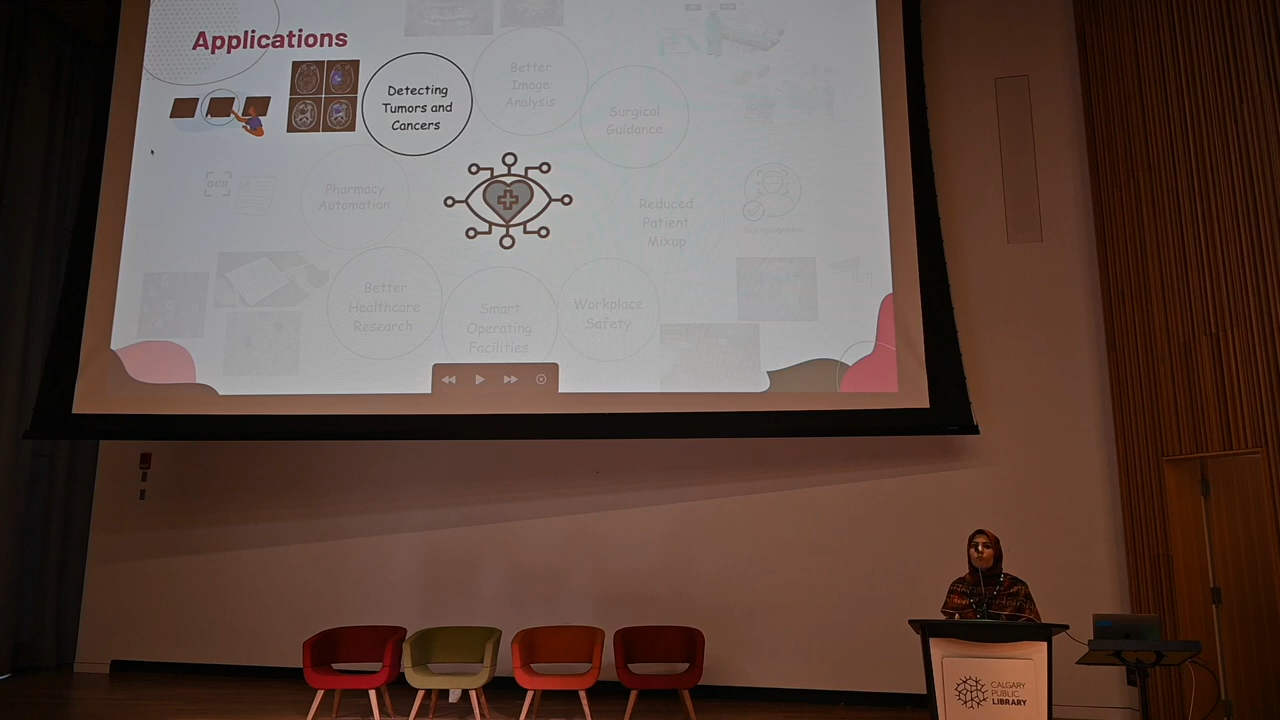 Applications
Detecting
Tumors and
Cancers
Better
Image
Analysis
Surgical
Guidance
OCR
Pharmacy
Automation
Reduced
Patient
Mixup
Better
Healthcare
Research
Smart
Operating
Facilities
Workplace
Safety
CALGARY
PUBLIC
LIBRARY